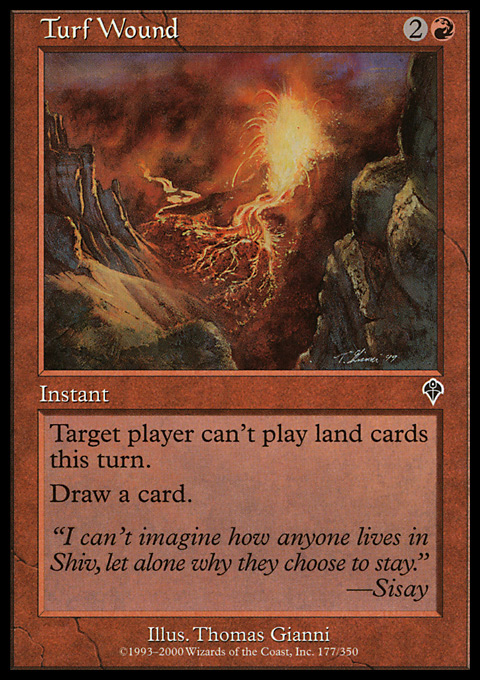 Turf Wound 2
Instant
Target player can't play land cards
this turn.
Draw a card.
"I can't imagine how anyone lives in
Shiv, let alone why they choose to stay."
—Sisay
Illus. Thomas Gianni
©1993–2000 Wizards of the Coast, Inc. 177/350